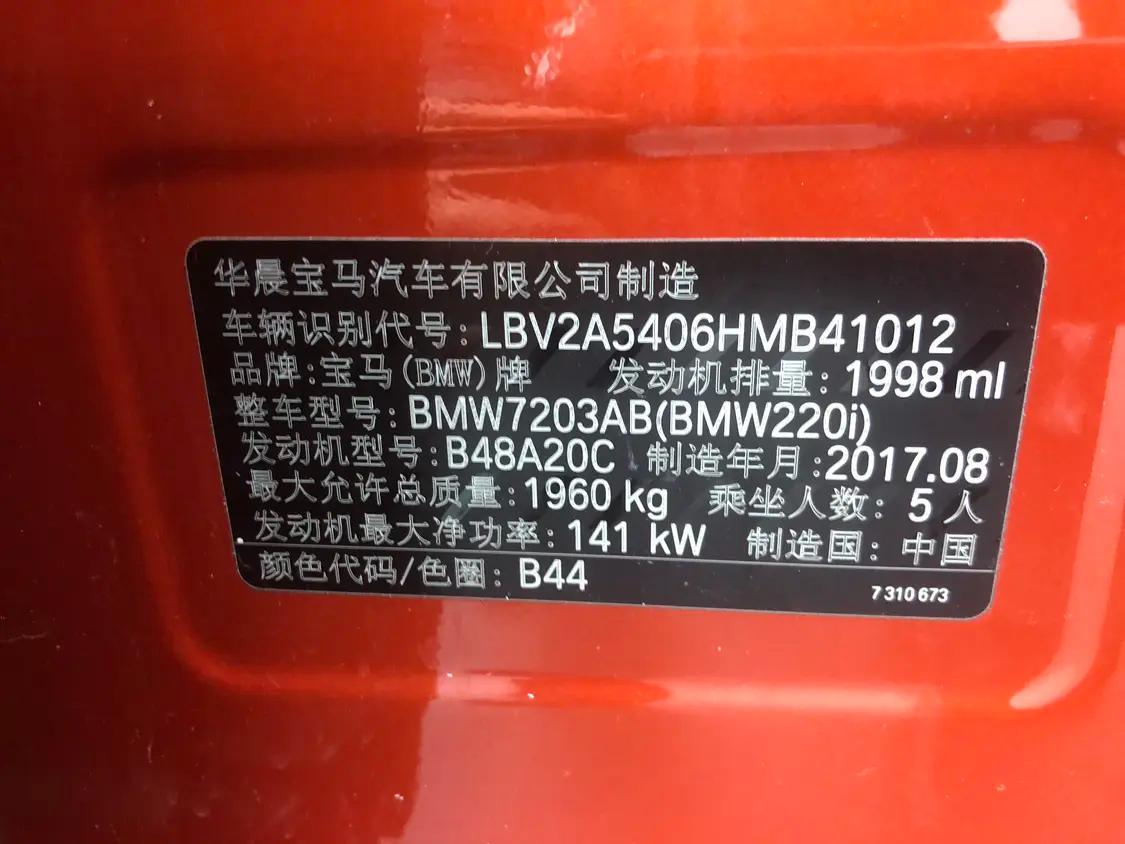 华晨宝马汽车有限公司制造
车辆识别代号：LBV2A5406HMB41012
品牌：宝马(BMW)牌 发动机排量：1998 ml
整车型号：BMW7203AB(BMW220i)
发动机型号：B48A20C 制造年月：2017.08
最大允许总质量：1960 kg 乘坐人数：5 人
发动机最大净功率：141 kW 制造国：中国
颜色代码/色圈：B44 7 310 673